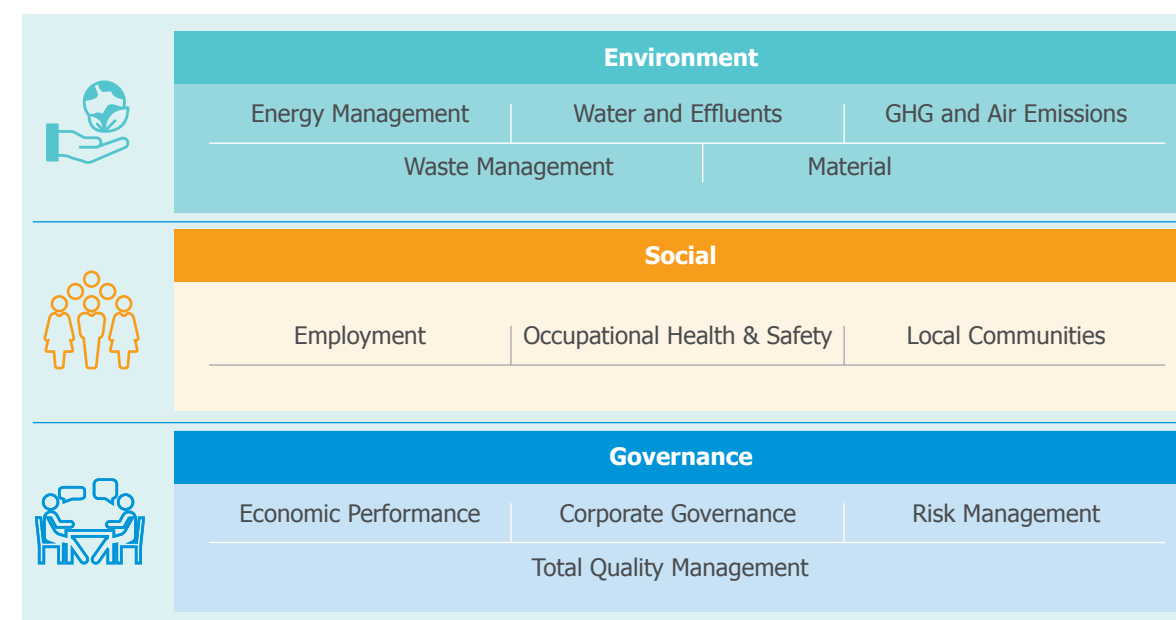 Environment
Energy Management
Water and Effluents
GHG and Air Emissions
Waste Management
Material
Social
Employment
Occupational Health & Safety
Local Communities
Governance
Economic Performance
Corporate Governance
Risk Management
Total Quality Management